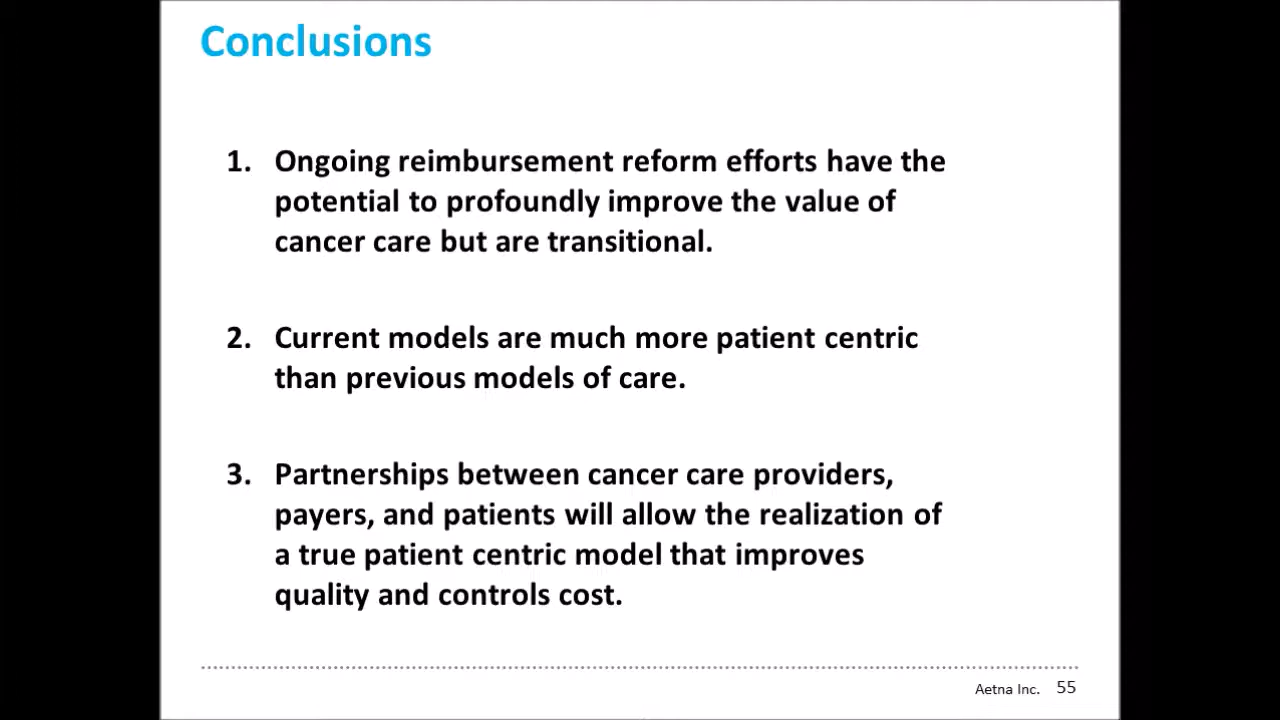 Conclusions
1. Ongoing reimbursement reform efforts have the
potential to profoundly improve the value of
cancer care but are transitional.
2. Current models are much more patient centric
than previous models of care.
3. Partnerships between cancer care providers,
payers, and patients will allow the realization of
a true patient centric model that improves
quality and controls cost.
Aetna Inc. 55